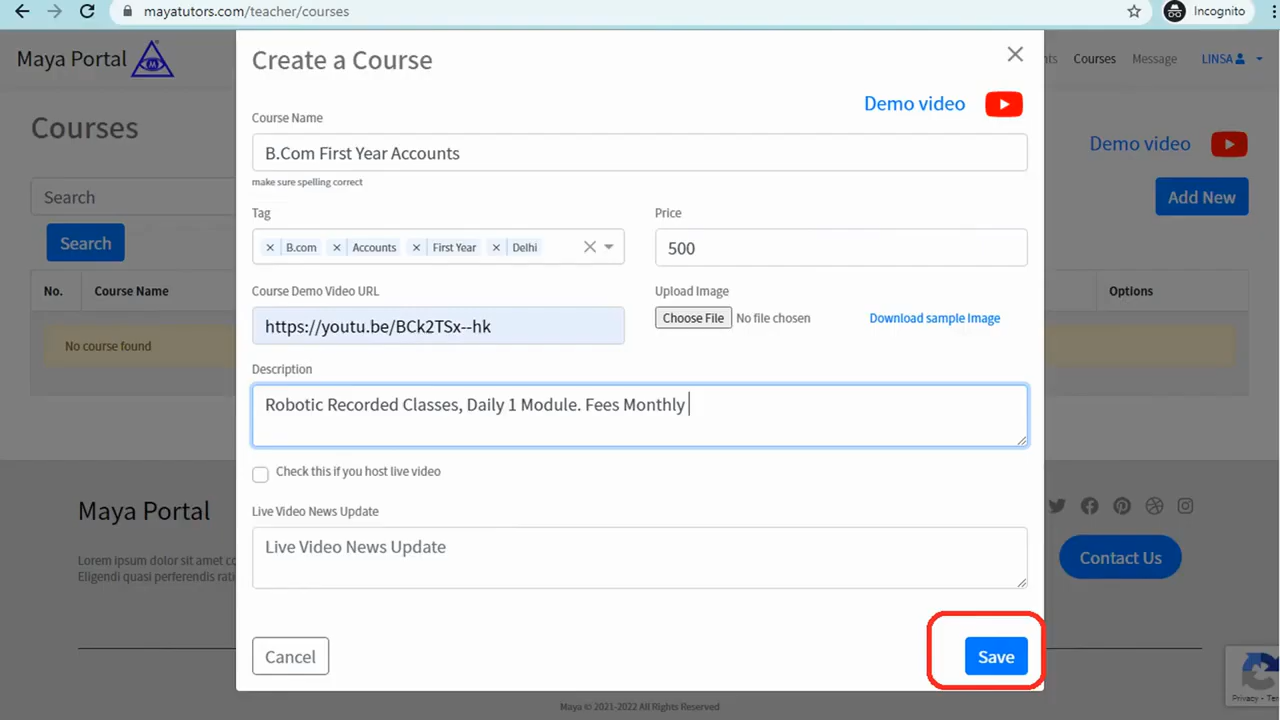 mayatutors.com/teacher/courses
Incognito
Maya Portal
Courses
Message
LINSA
Create a Course
Demo video
Courses
Demo video
Course Name
B.Com First Year Accounts
make sure spelling correct
Search
Add New
Tag
Price
B.com
Accounts
First Year
Delhi
500
Search
No.
Course Name
Options
Course Demo Video URL
Upload Image
https://youtu.be/BCk2TSx--hk
Choose File No file chosen
Download sample Image
No course found
Description
Robotic Recorded Classes, Daily 1 Module. Fees Monthly
Check this if you host live video
Maya Portal
Live Video News Update
Live Video News Update
Lorem ipsum dolor sit amet
Eligendi quasi perferendis
Contact Us
Cancel
Save
Privacy
Maya © 2021-2022 All Rights Reserved